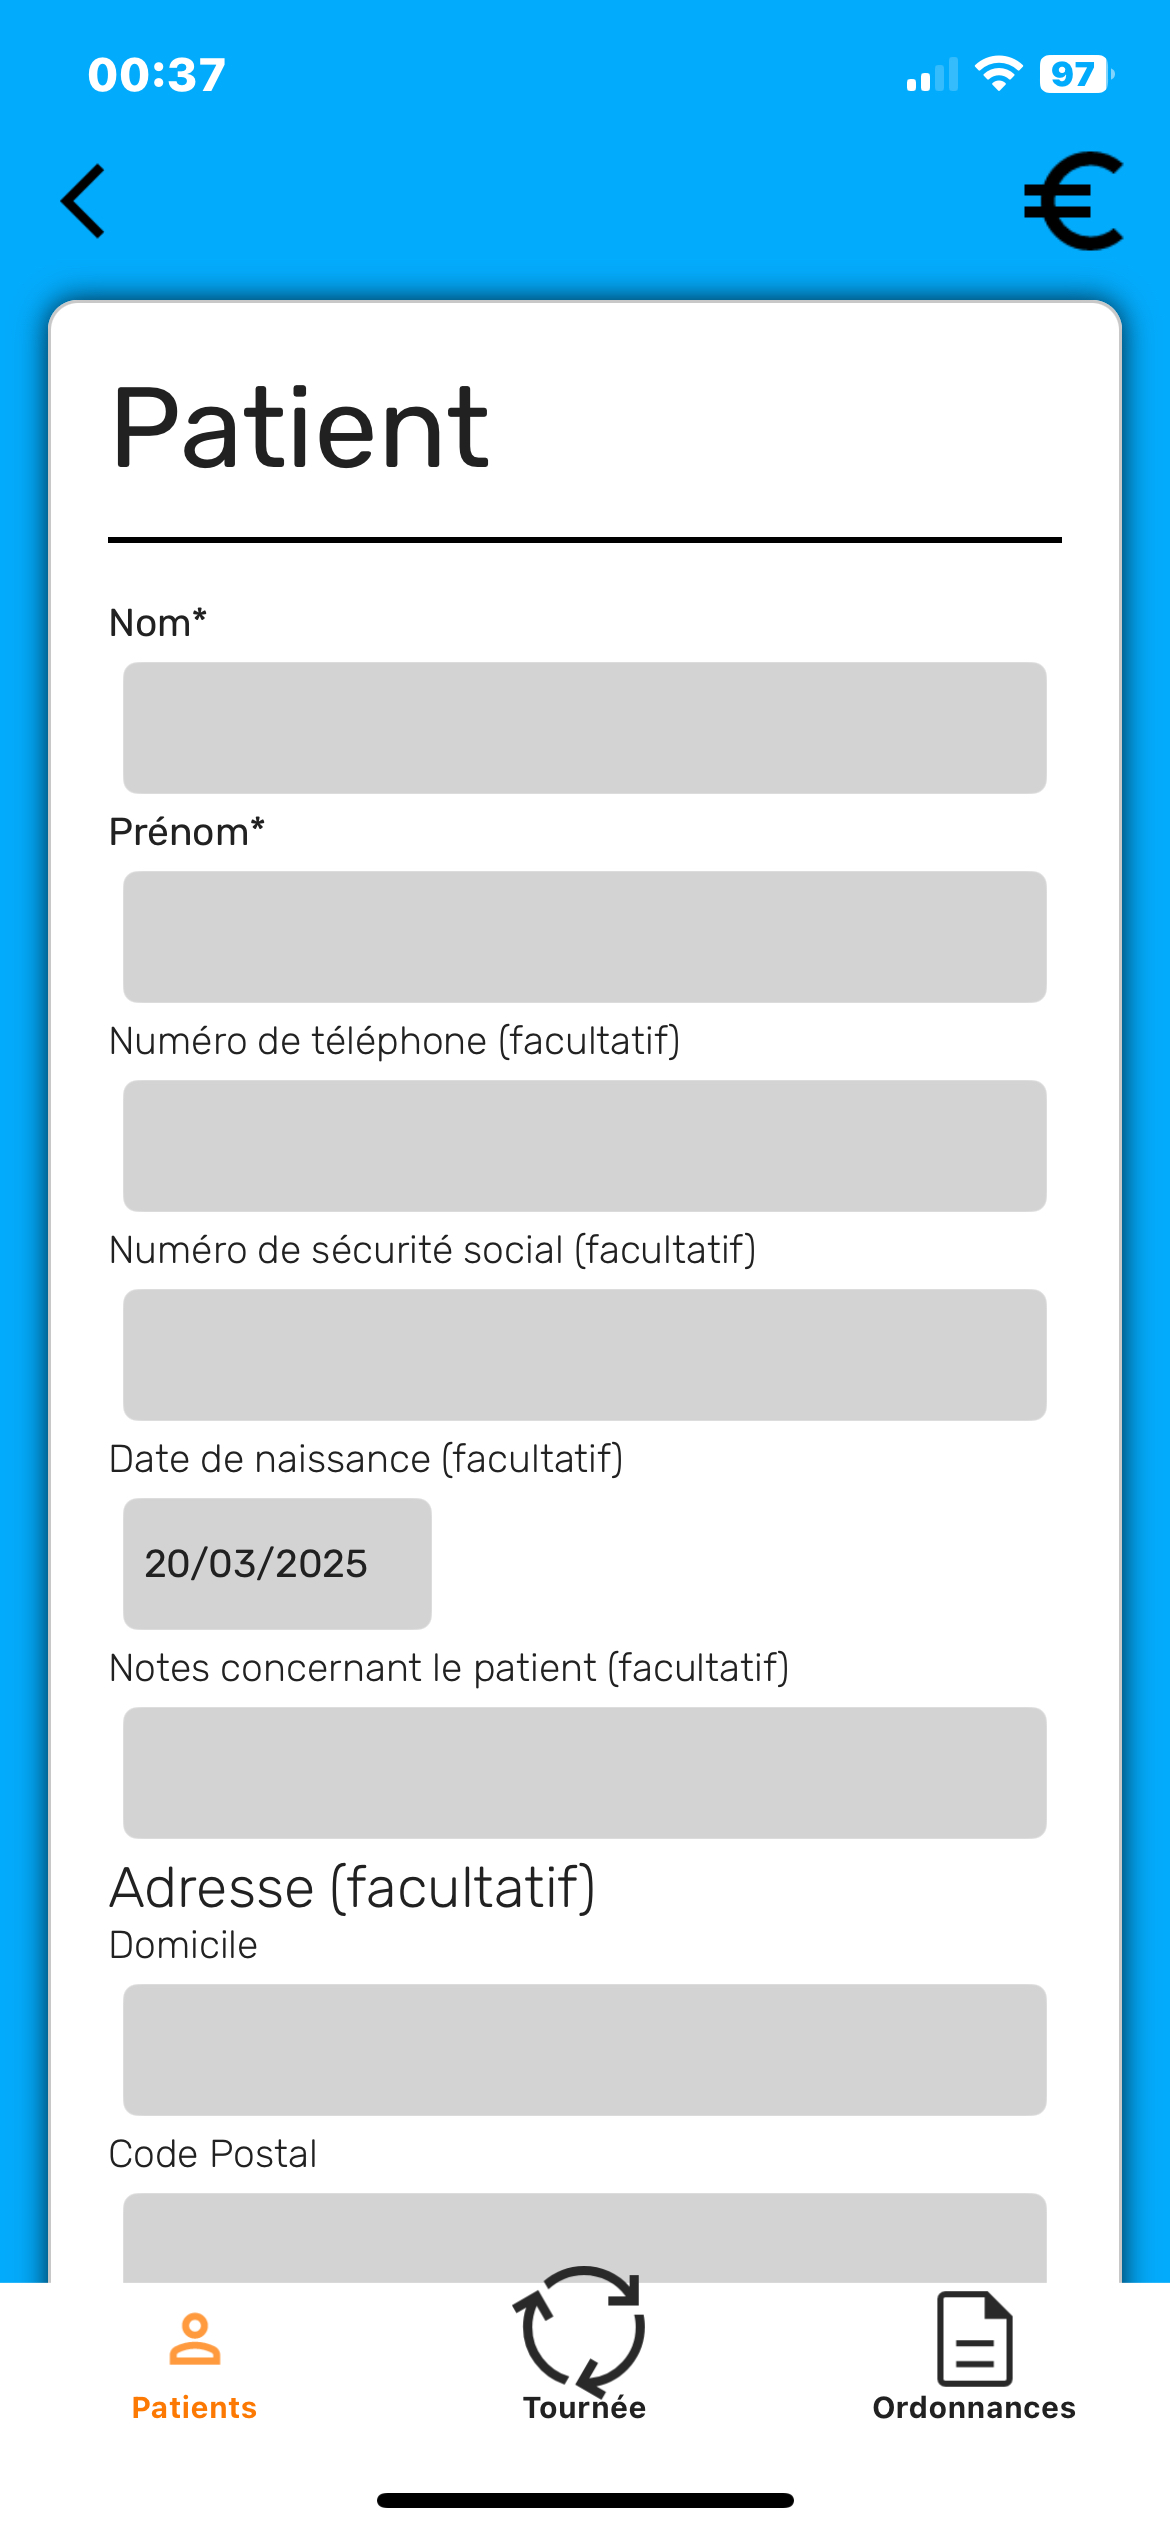 00:37
97
€
Patient
Nom*
Prénom*
Numéro de téléphone (facultatif)
Numéro de sécurité social (facultatif)
Date de naissance (facultatif)
20/03/2025
Notes concernant le patient (facultatif)
Adresse (facultatif)
Domicile
Code Postal
Patients
Tournée
Ordonnances